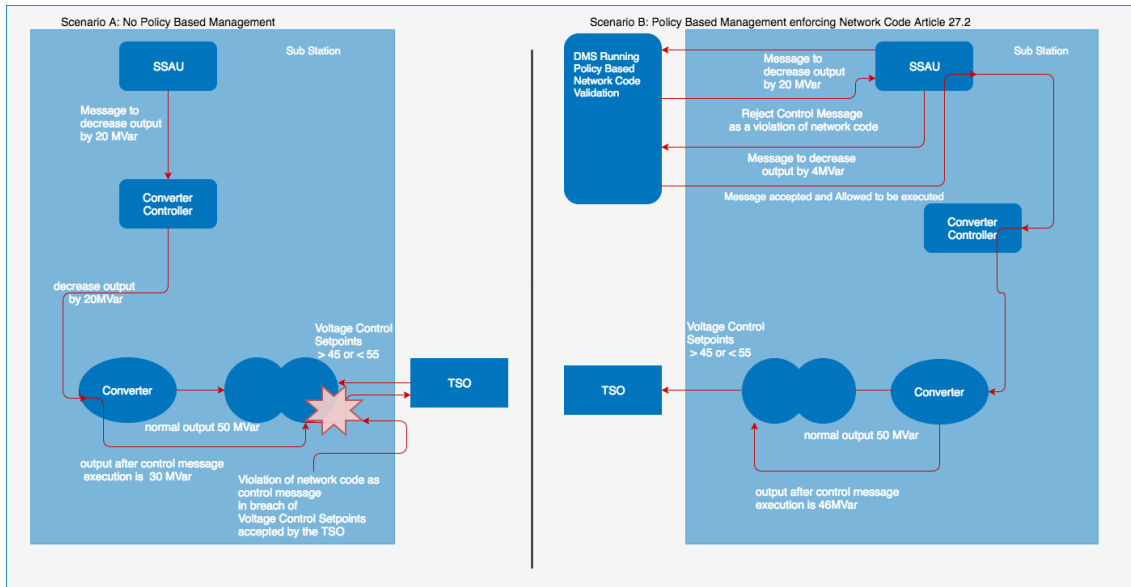 Scenario A: No Policy Based Management
Sub Station
SSAU
Message to
decrease output
by 20 MVar
Converter
Controller
decrease output
by 20MVar
Voltage Control
Setpoints
> 45 or < 55
TSO
Converter
normal output 50 MVar
output after control message
execution is 30 MVar
Violation of network code as
control message
in breach of
Voltage Control Setpoints
accepted by the TSO
Scenario B: Policy Based Management enforcing Network Code Article 27.2
DMS Running
Policy Based
Network Code
Validation
Sub Station
SSAU
Message to
decrease output
by 20 MVar
Reject Control Message
as a violation of network code
Message to decrease
output by 4MVar
Message accepted and Allowed to be executed
Converter
Controller
Voltage Control
Setpoints
> 45 or < 55
TSO
Converter
normal output 50 MVar
output after control message
execution is 46MVar